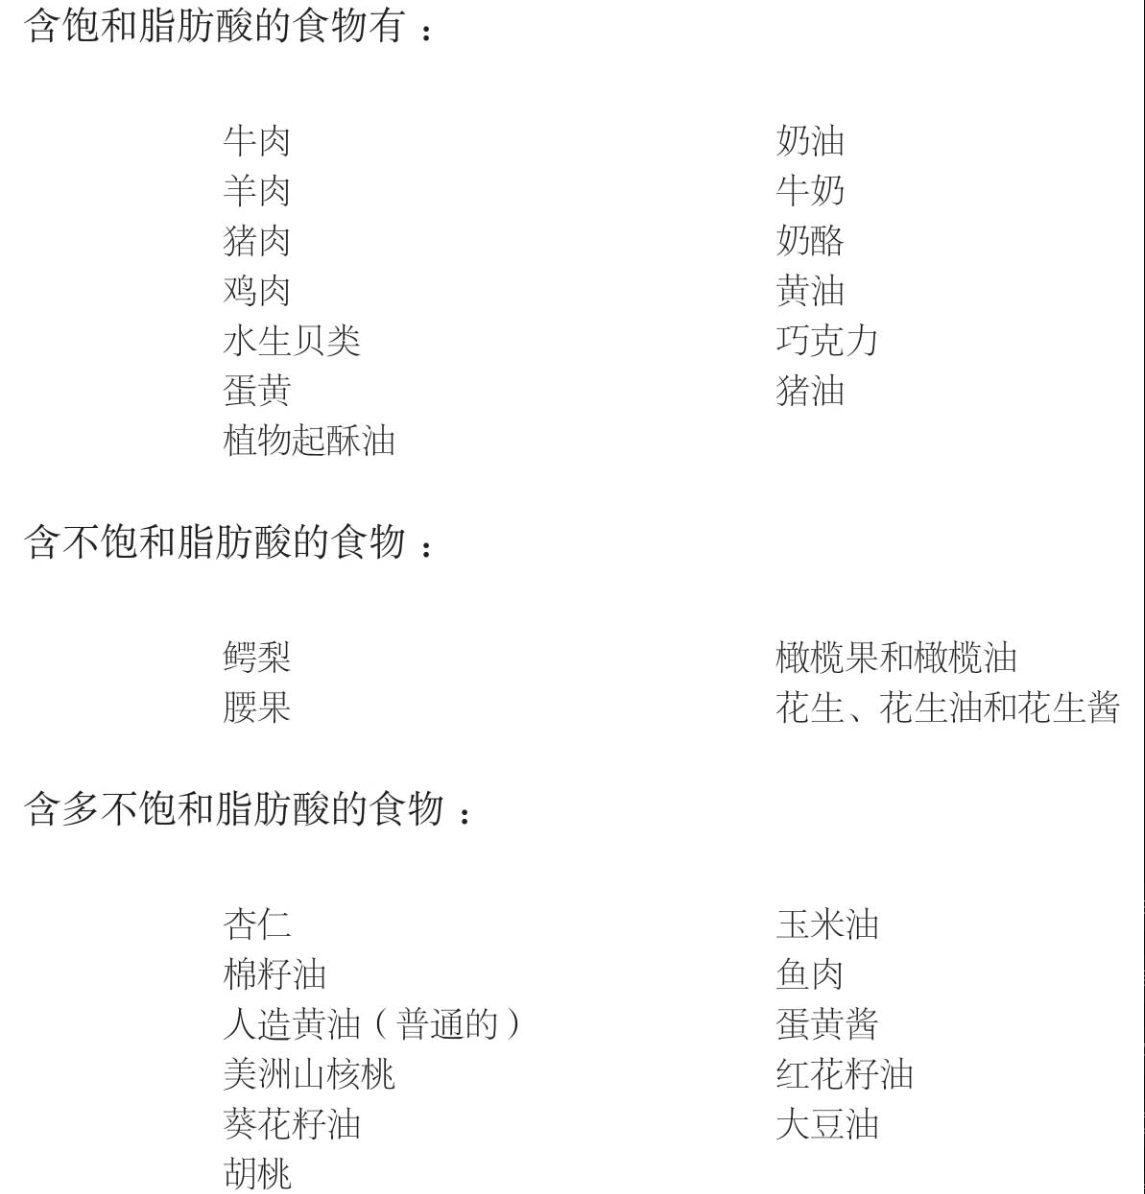 含饱和脂肪酸的食物有：
牛肉 奶油
羊肉 牛奶
猪肉 奶酪
鸡肉 黄油
水生贝类 巧克力
蛋黄 猪油
植物起酥油
含不饱和脂肪酸的食物：
鳄梨 橄榄果和橄榄油
腰果 花生、花生油和花生酱
含多不饱和脂肪酸的食物：
杏仁 玉米油
棉籽油 鱼肉
人造黄油（普通的） 蛋黄酱
美洲山核桃 红花籽油
葵花籽油 大豆油
胡桃